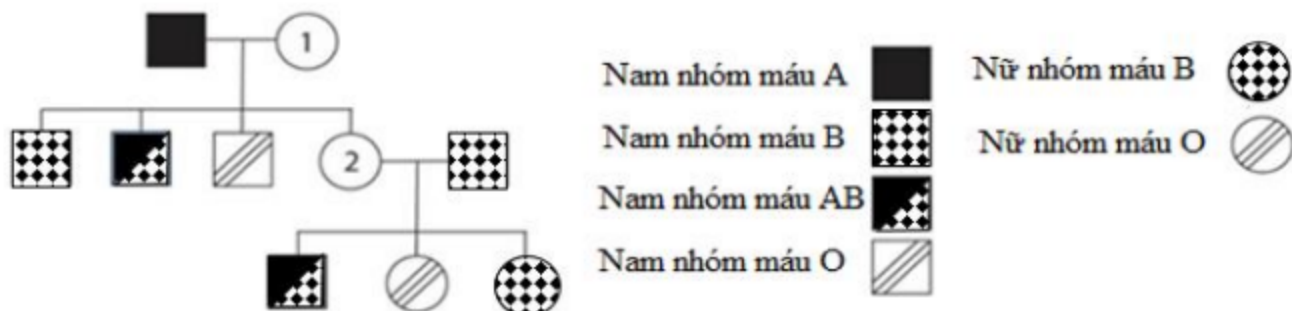 1
2
Nam nhóm máu A
Nam nhóm máu B
Nam nhóm máu AB
Nam nhóm máu O
Nữ nhóm máu B
Nữ nhóm máu O